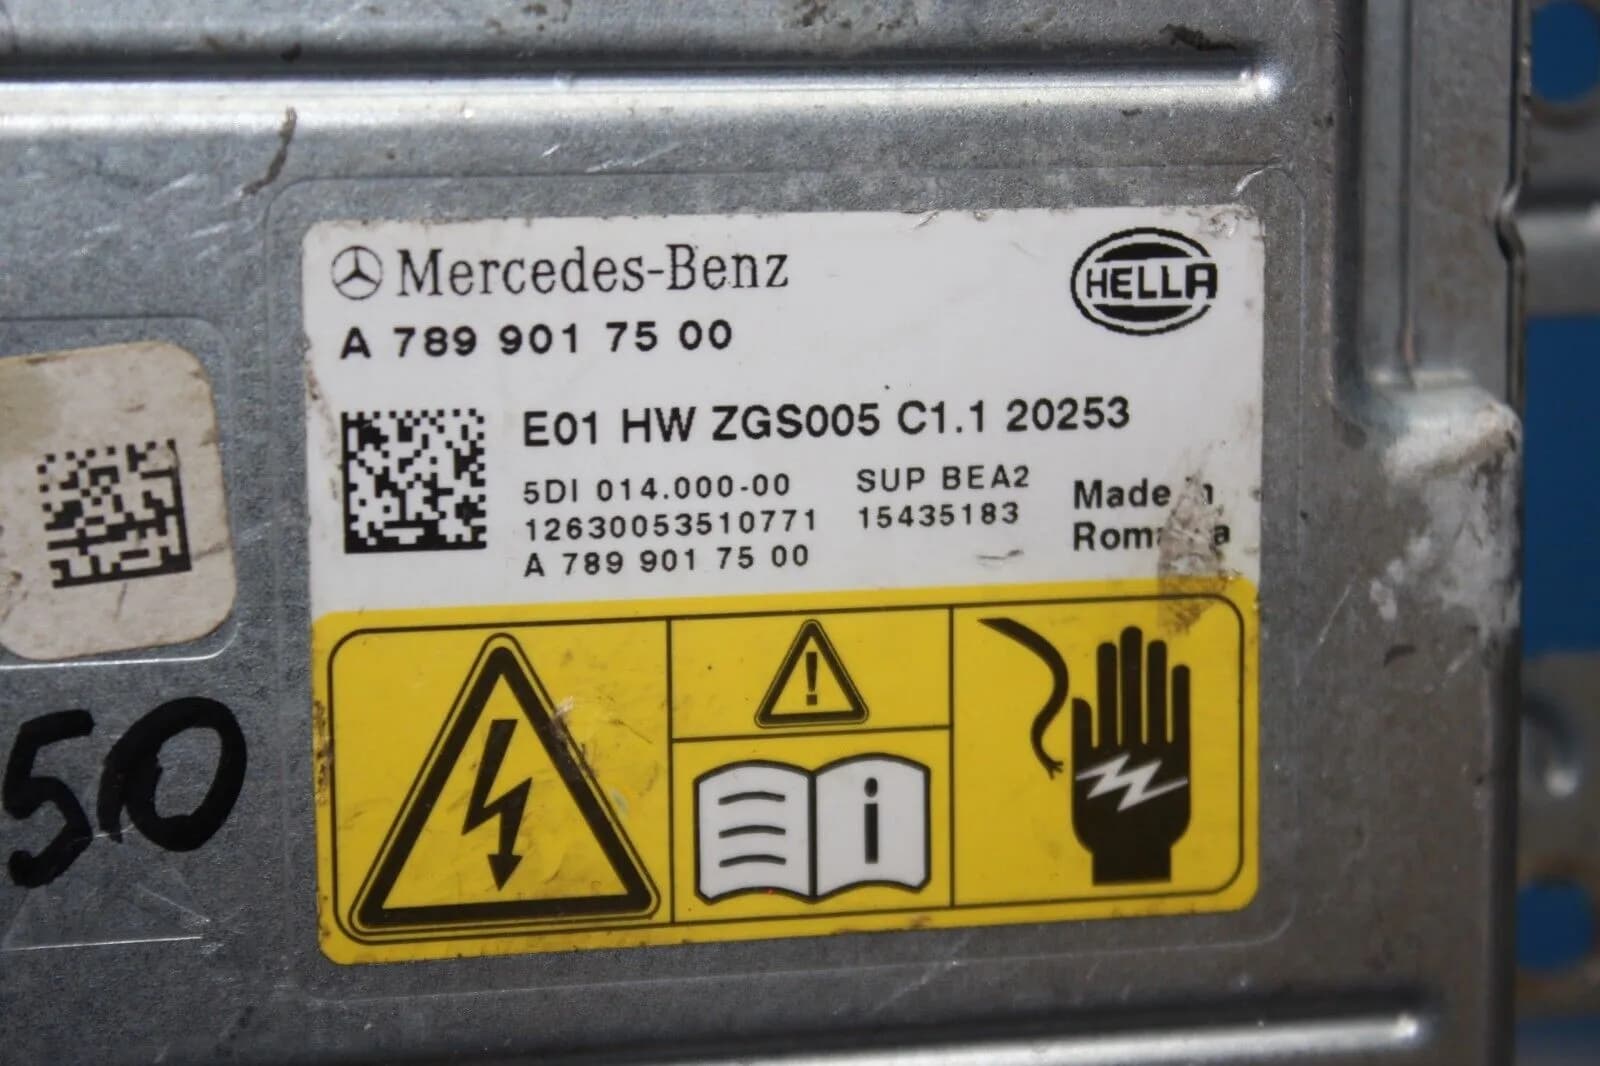 Mercedes-Benz
HELLA
A 789 901 75 00
E01 HW ZGS005 C1.1 20253
5DI 014.000-00 SUP BEA2
12630053510771 15435183
A 789 901 75 00
Made
50